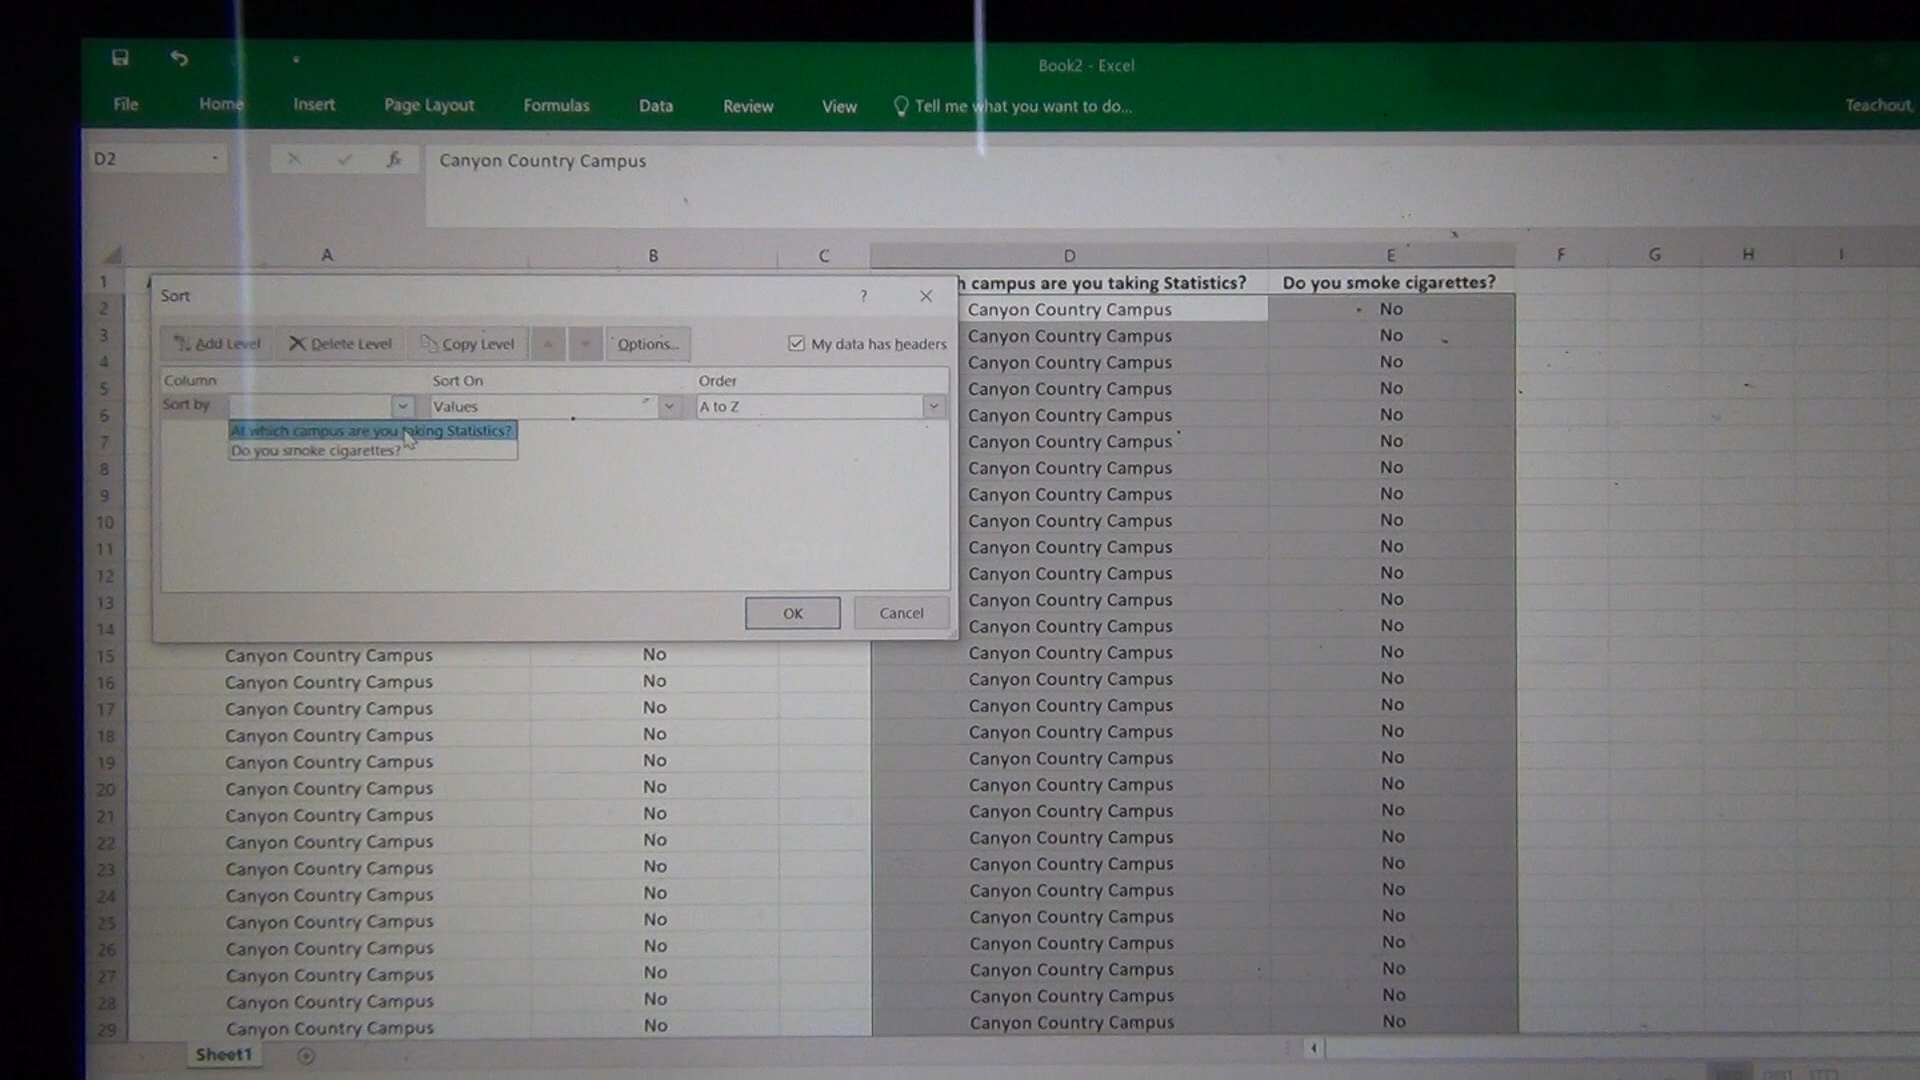 Book2 - Excel
File Home Insert Page Layout Formulas Data Review View Tell me what you want to do... Teachout,
D2 fx Canyon Country Campus
A B C D E F G H I
1 h campus are you taking Statistics? Do you smoke cigarettes?
Sort ? X
Add Level Delete Level Copy Level Options... My data has headers
Column Sort On Order
Sort by Values A to Z
At which campus are you taking Statistics?
Do you smoke cigarettes?
OK Cancel
2 Canyon Country Campus No
3 Canyon Country Campus No
4 Canyon Country Campus No
5 Canyon Country Campus No
6 Canyon Country Campus No
7 Canyon Country Campus No
8 Canyon Country Campus No
9 Canyon Country Campus No
10 Canyon Country Campus No
11 Canyon Country Campus No
12 Canyon Country Campus No
13 Canyon Country Campus No
14 Canyon Country Campus No
15 Canyon Country Campus No Canyon Country Campus No
16 Canyon Country Campus No Canyon Country Campus No
17 Canyon Country Campus No Canyon Country Campus No
18 Canyon Country Campus No Canyon Country Campus No
19 Canyon Country Campus No Canyon Country Campus No
20 Canyon Country Campus No Canyon Country Campus No
21 Canyon Country Campus No Canyon Country Campus No
22 Canyon Country Campus No Canyon Country Campus No
23 Canyon Country Campus No Canyon Country Campus No
24 Canyon Country Campus No Canyon Country Campus No
25 Canyon Country Campus No Canyon Country Campus No
26 Canyon Country Campus No Canyon Country Campus No
27 Canyon Country Campus No Canyon Country Campus No
28 Canyon Country Campus No Canyon Country Campus No
29 Canyon Country Campus No Canyon Country Campus No
Sheet1